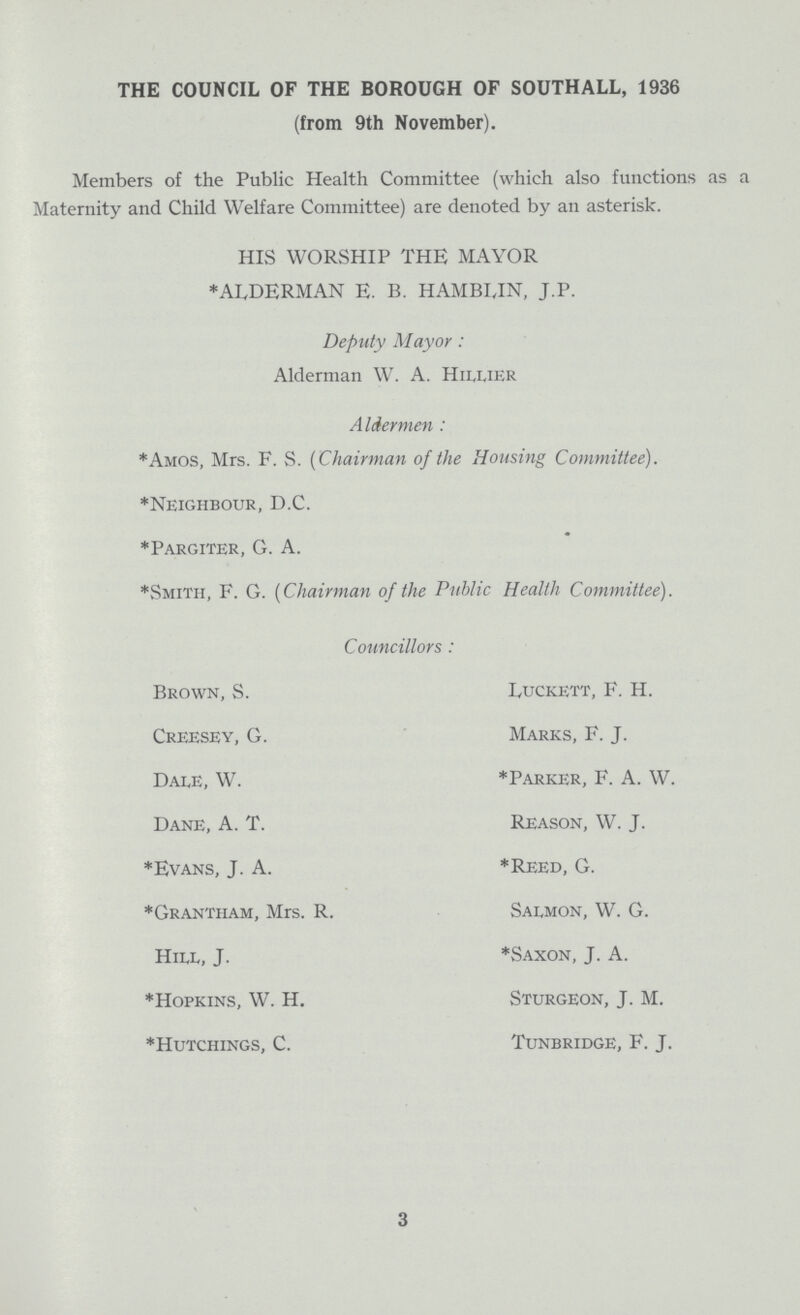 THE COUNCIL OF THE BOROUGH OF SOUTHALL, 1936
(from 9th November).
Members of the Public Health Committee (which also functions as a
Maternity and Child Welfare Committee) are denoted by an asterisk.
HIS WORSHIP THE MAYOR
*ALDERMAN E. B. HAMBLIN, J.P.
Deputy Mayor :
Alderman W. A. HILLIER
Aldermen :
*AMOS, Mrs. F. S. (Chairman of the Housing Committee).
*NEIGHBOUR, D.C.
*PARGITER, G. A.
*SMITH, F. G. (Chairman of the Public Health Committee).
Councillors :
BROWN, S.
CREESEY, G.
DALE, W.
DANE, A. T.
*EVANS, J. A.
*GRANTHAM, Mrs. R.
HILL, J.
*HOPKINS, W. H.
*HUTCHINGS, C.
LUCKETT, F. H.
MARKS, F. J.
*PARKER, F. A. W.
REASON, W. J.
*REED, G.
SALMON, W. G.
*SAXON, J. A.
STURGEON, J. M.
TUNBRIDGE, F. J.
3